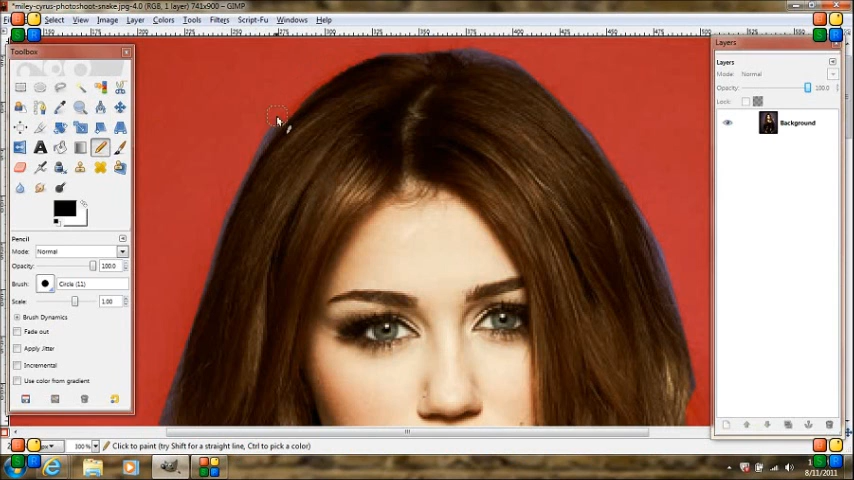 *miley-cyrus-photoshoot-snake.jpg-4.0 (RGB, 1 layer) 741x900 – GIMP
Select View Image Layer Colors Tools Filters Script-Fu Windows Help
Toolbox
Pencil
Mode: Normal
Opacity: 100.0
Brush: Circle (11)
Scale: 1.00
Brush Dynamics
Fade out
Apply Jitter
Incremental
Use color from gradient
Layers
Layers
Mode: Normal
Opacity: 100.0
Lock:
Background
300 % Click to paint (try Shift for a straight line, Ctrl to pick a color)
8/11/2011